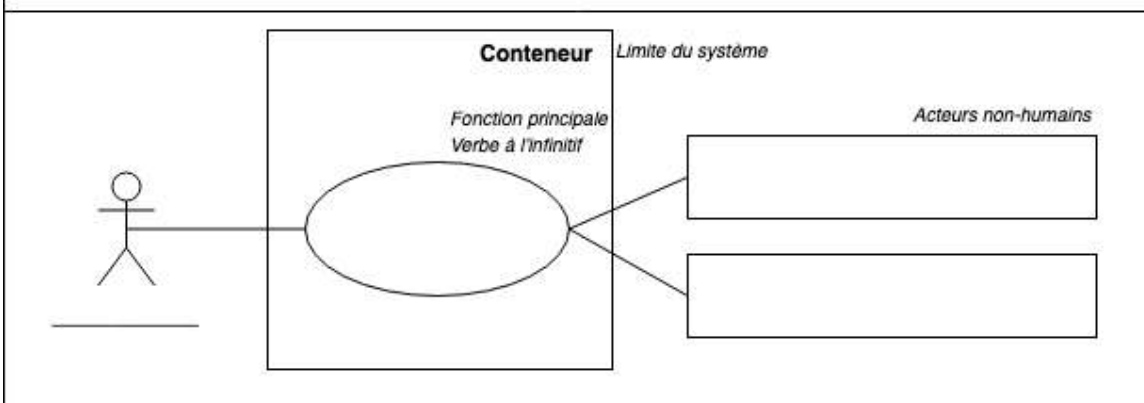 Conteneur
Limite du système
Fonction principale
Verbe à l'infinitif
Acteurs non-humains